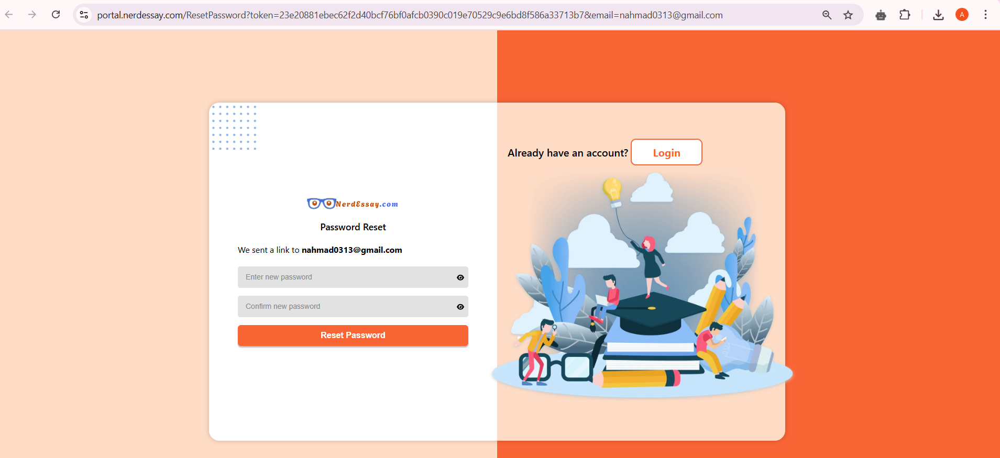 portal.nerdessay.com/ResetPassword?token=23e20881ebec62f2d40bcf76bf0afcb0390c019e70529c9e6bd8f586a33713b7&email=nahmad0313@gmail.com
A
Already have an account? Login
NerdEssay.com
Password Reset
We sent a link to nahmad0313@gmail.com
Enter new password
Confirm new password
Reset Password